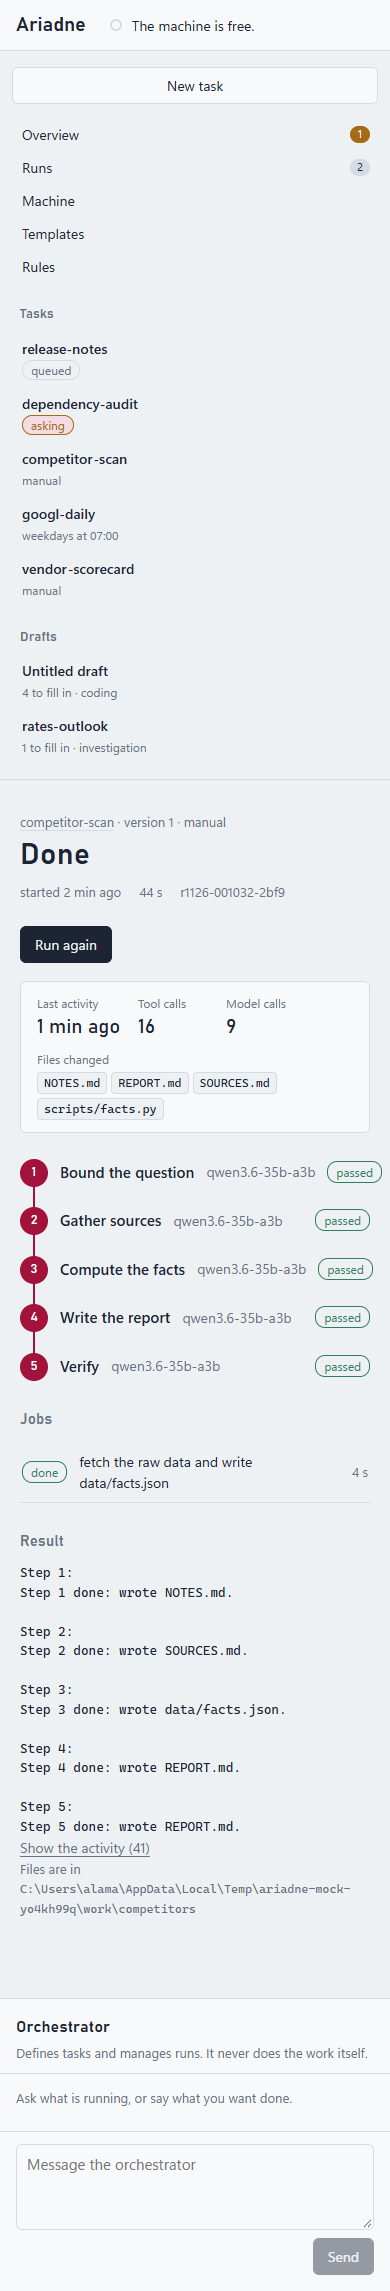 Ariadne
The machine is free.
New task
Overview
1
Runs
2
Machine
Templates
Rules
Tasks
release-notes
queued
dependency-audit
asking
competitor-scan
manual
googl-daily
weekdays at 07:00
vendor-scorecard
manual
Drafts
Untitled draft
4 to fill in · coding
rates-outlook
1 to fill in · investigation
competitor-scan · version 1 · manual
Done
started 2 min ago 44 s r1126-001032-2bf9
Run again
Last activity Tool calls Model calls
1 min ago 16 9
Files changed
NOTES.md REPORT.md SOURCES.md
scripts/facts.py
1 Bound the question qwen3.6-35b-a3b passed
2 Gather sources qwen3.6-35b-a3b passed
3 Compute the facts qwen3.6-35b-a3b passed
4 Write the report qwen3.6-35b-a3b passed
5 Verify qwen3.6-35b-a3b passed
Jobs
done fetch the raw data and write 4 s
data/facts.json
Result
Step 1:
Step 1 done: wrote NOTES.md.
Step 2:
Step 2 done: wrote SOURCES.md.
Step 3:
Step 3 done: wrote data/facts.json.
Step 4:
Step 4 done: wrote REPORT.md.
Step 5:
Step 5 done: wrote REPORT.md.
Show the activity (41)
Files are in
C:\Users\alama\AppData\Local\Temp\ariadne-mock-
yo4kh99q\work\competitors
Orchestrator
Defines tasks and manages runs. It never does the work itself.
Ask what is running, or say what you want done.
Message the orchestrator
Send